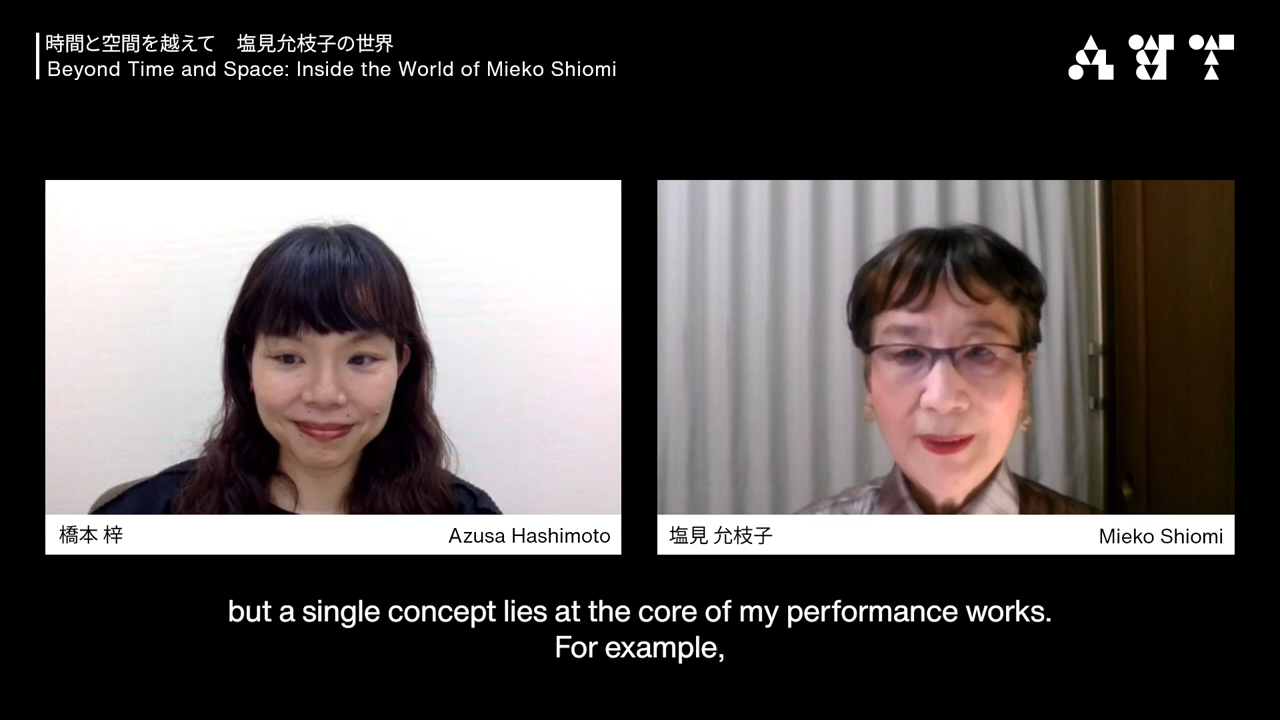 時間と空間を越えて　塩見允枝子の世界
Beyond Time and Space: Inside the World of Mieko Shiomi
AYT
橋本 梓 Azusa Hashimoto
塩見 允枝子 Mieko Shiomi
but a single concept lies at the core of my performance works.
For example,